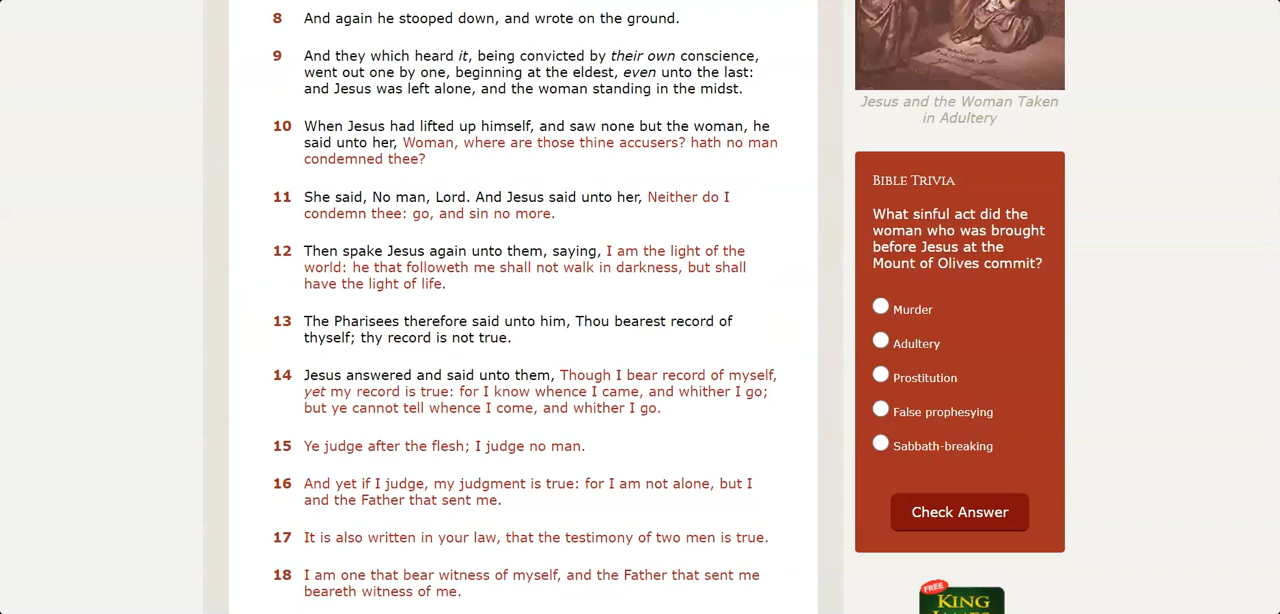 8 And again he stooped down, and wrote on the ground.
9 And they which heard it, being convicted by their own conscience,
went out one by one, beginning at the eldest, even unto the last:
and Jesus was left alone, and the woman standing in the midst.
10 When Jesus had lifted up himself, and saw none but the woman, he
said unto her, Woman, where are those thine accusers? hath no man
condemned thee?
11 She said, No man, Lord. And Jesus said unto her, Neither do I
condemn thee: go, and sin no more.
12 Then spake Jesus again unto them, saying, I am the light of the
world: he that followeth me shall not walk in darkness, but shall
have the light of life.
13 The Pharisees therefore said unto him, Thou bearest record of
thyself; thy record is not true.
14 Jesus answered and said unto them, Though I bear record of myself,
yet my record is true: for I know whence I came, and whither I go;
but ye cannot tell whence I come, and whither I go.
15 Ye judge after the flesh; I judge no man.
16 And yet if I judge, my judgment is true: for I am not alone, but I
and the Father that sent me.
17 It is also written in your law, that the testimony of two men is true.
18 I am one that bear witness of myself, and the Father that sent me
beareth witness of me.
Jesus and the Woman Taken
in Adultery
Bible Trivia
What sinful act did the
woman who was brought
before Jesus at the
Mount of Olives commit?
Murder
Adultery
Prostitution
False prophesying
Sabbath-breaking
Check Answer
FREE
KING
JAMES